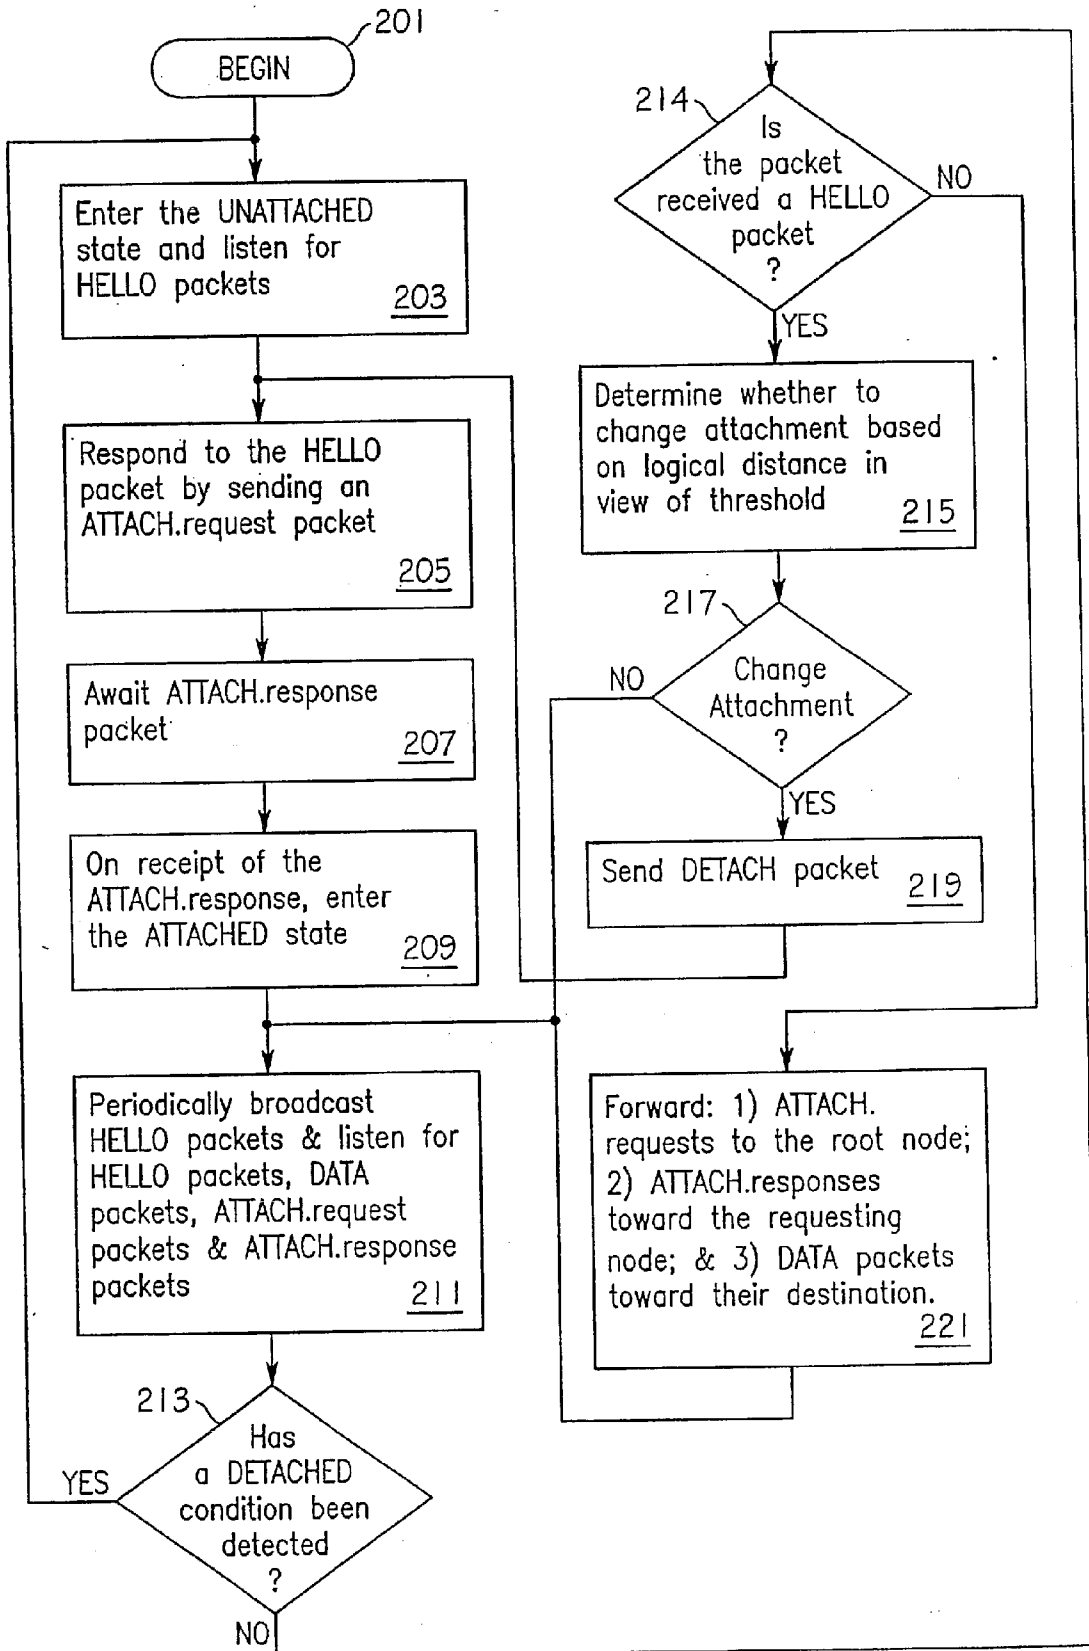 201
BEGIN
Enter the UNATTACHED
state and listen for
HELLO packets
203
Respond to the HELLO
packet by sending an
ATTACH.request packet
205
Await ATTACH.response
packet
207
On receipt of the
ATTACH.response, enter
the ATTACHED state
209
Periodically broadcast
HELLO packets & listen for
HELLO packets, DATA
packets, ATTACH.request
packets & ATTACH.response
packets
211
213
Has
a DETACHED
condition been
detected
?
YES
NO
214
Is
the packet
received a HELLO
packet
?
NO
YES
Determine whether to
change attachment based
on logical distance in
view of threshold
215
217
Change
Attachment
?
NO
YES
Send DETACH packet
219
Forward: 1) ATTACH.
requests to the root node;
2) ATTACH.responses
toward the requesting
node; & 3) DATA packets
toward their destination.
221